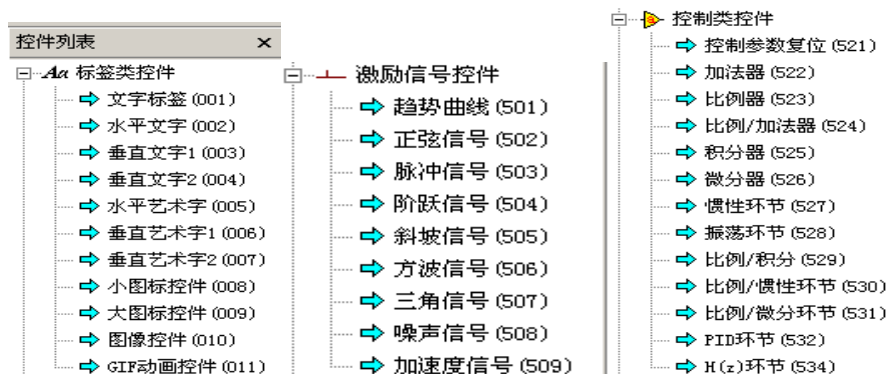 控件列表
Aα 标签类控件
文字标签(001)
水平文字(002)
垂直文字1(003)
垂直文字2(004)
水平艺术字(005)
垂直艺术字1(006)
垂直艺术字2(007)
小图标控件(008)
大图标控件(009)
图像控件(010)
GIF动画控件(011)
激励信号控件
趋势曲线(501)
正弦信号(502)
脉冲信号(503)
阶跃信号(504)
斜坡信号(505)
方波信号(506)
三角信号(507)
噪声信号(508)
加速度信号(509)
控制类控件
控制参数复位(521)
加法器(522)
比例器(523)
比例/加法器(524)
积分器(525)
微分器(526)
惯性环节(527)
振荡环节(528)
比例/积分(529)
比例/惯性环节(530)
比例/微分环节(531)
PID环节(532)
H(z)环节(534)